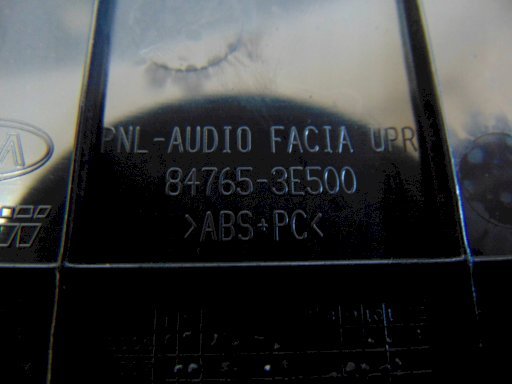 PNL-AUDIO FACIA UPR
84765-3E500
>ABS+PC<